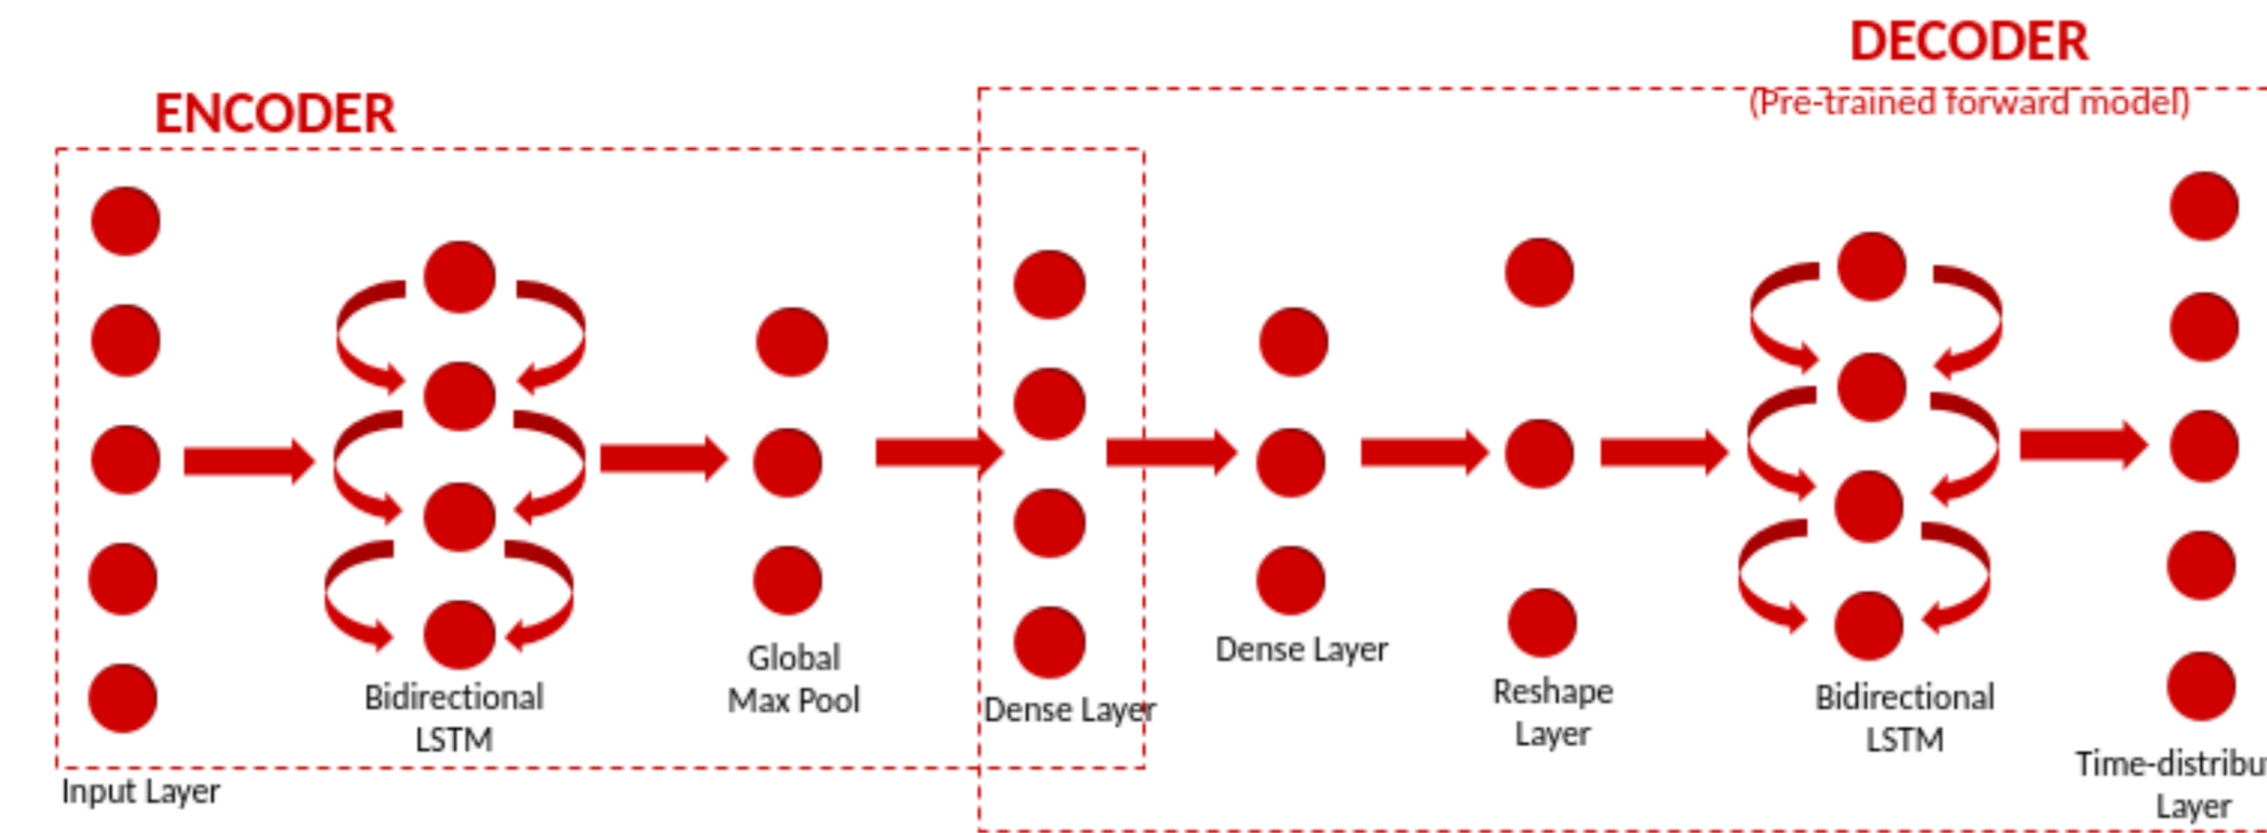 DECODER
(Pre-trained forward model)
ENCODER
Input Layer
Bidirectional
LSTM
Global
Max Pool
Dense Layer
Dense Layer
Reshape
Layer
Bidirectional
LSTM
Layer